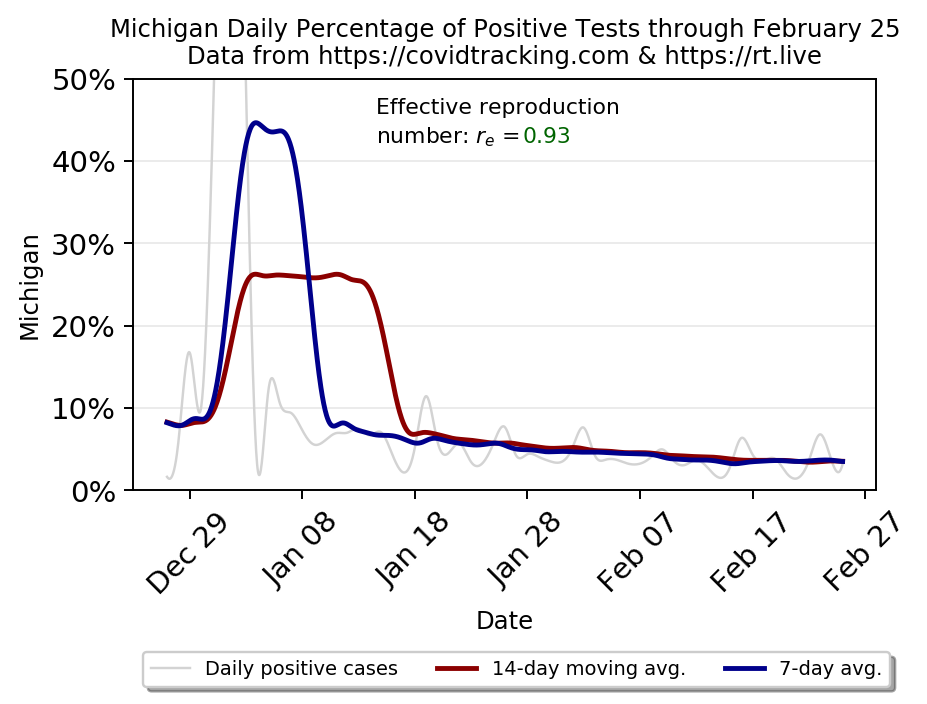 Michigan Daily Percentage of Positive Tests through February 25
Data from https://covidtracking.com & https://rt.live
50%
40%
30%
20%
10%
0%
Michigan
Effective reproduction
number: rₑ = 0.93
Dec 29
Jan 08
Jan 18
Jan 28
Feb 07
Feb 17
Feb 27
Date
Daily positive cases
14-day moving avg.
7-day avg.